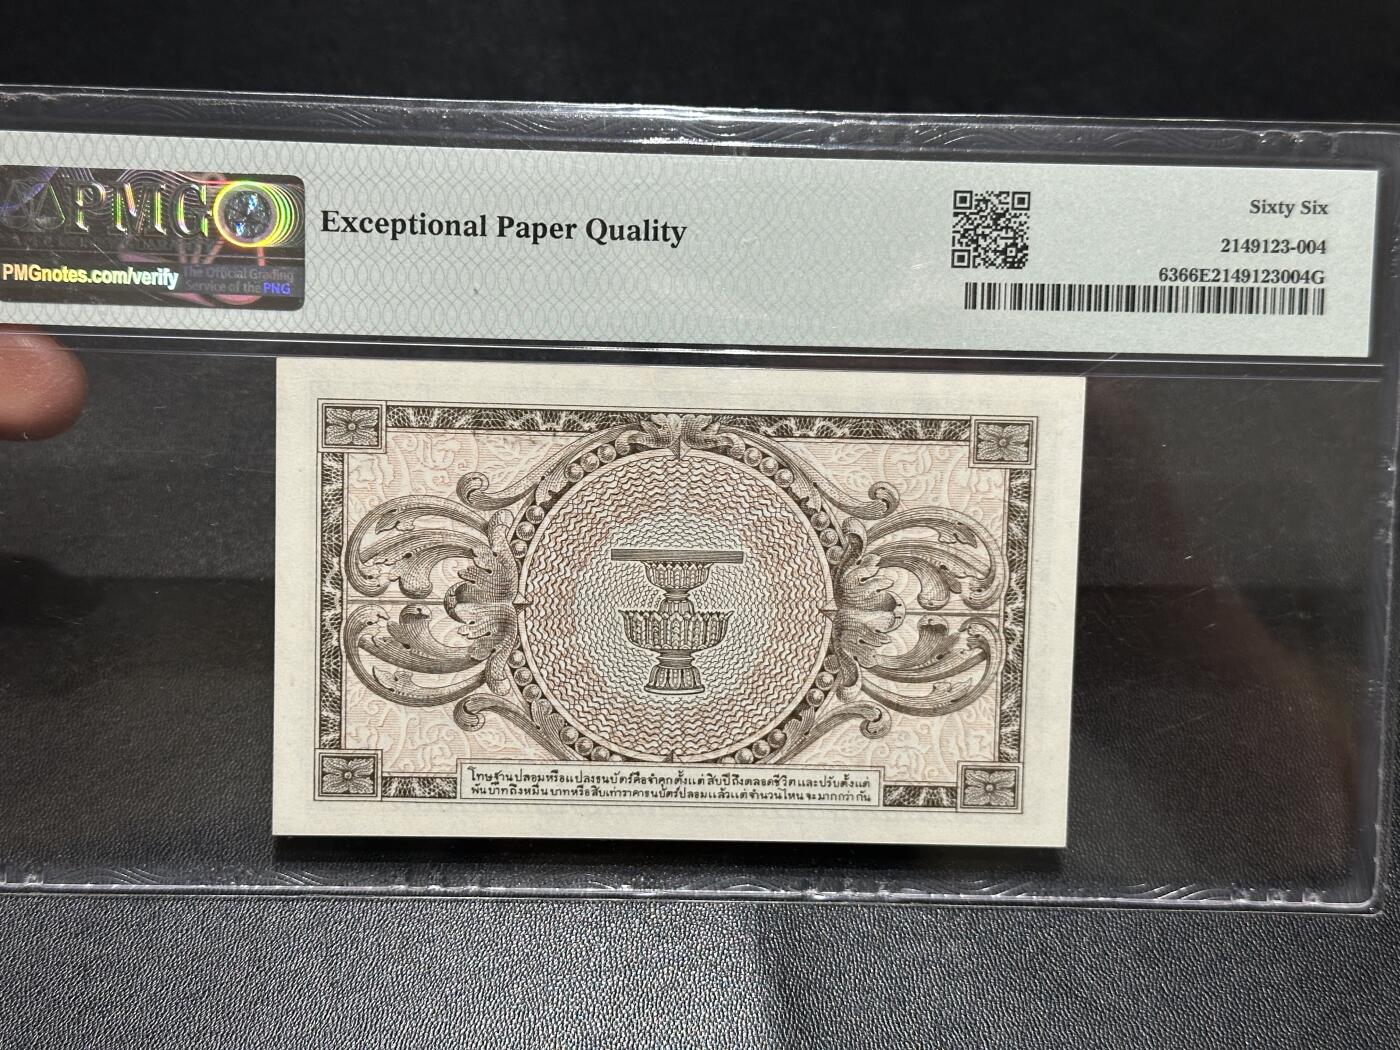 PMG
PMGnotes.com/verify
The Official Grading
Service of the PNG
Exceptional Paper Quality
Sixty Six
2149123-004
6366E2149123004G
โทษฐานปลอมหรือแปลงธนบัตร์คือจำคุกตั้งแต่สิบปีถึงตลอดชีวิตและปรับตั้งแต่
พันบาทถึงหมื่นบาทหรือสิบเท่าราคาธนบัตร์ปลอมแล้วแต่จำนวนไหนจะมากกว่ากัน